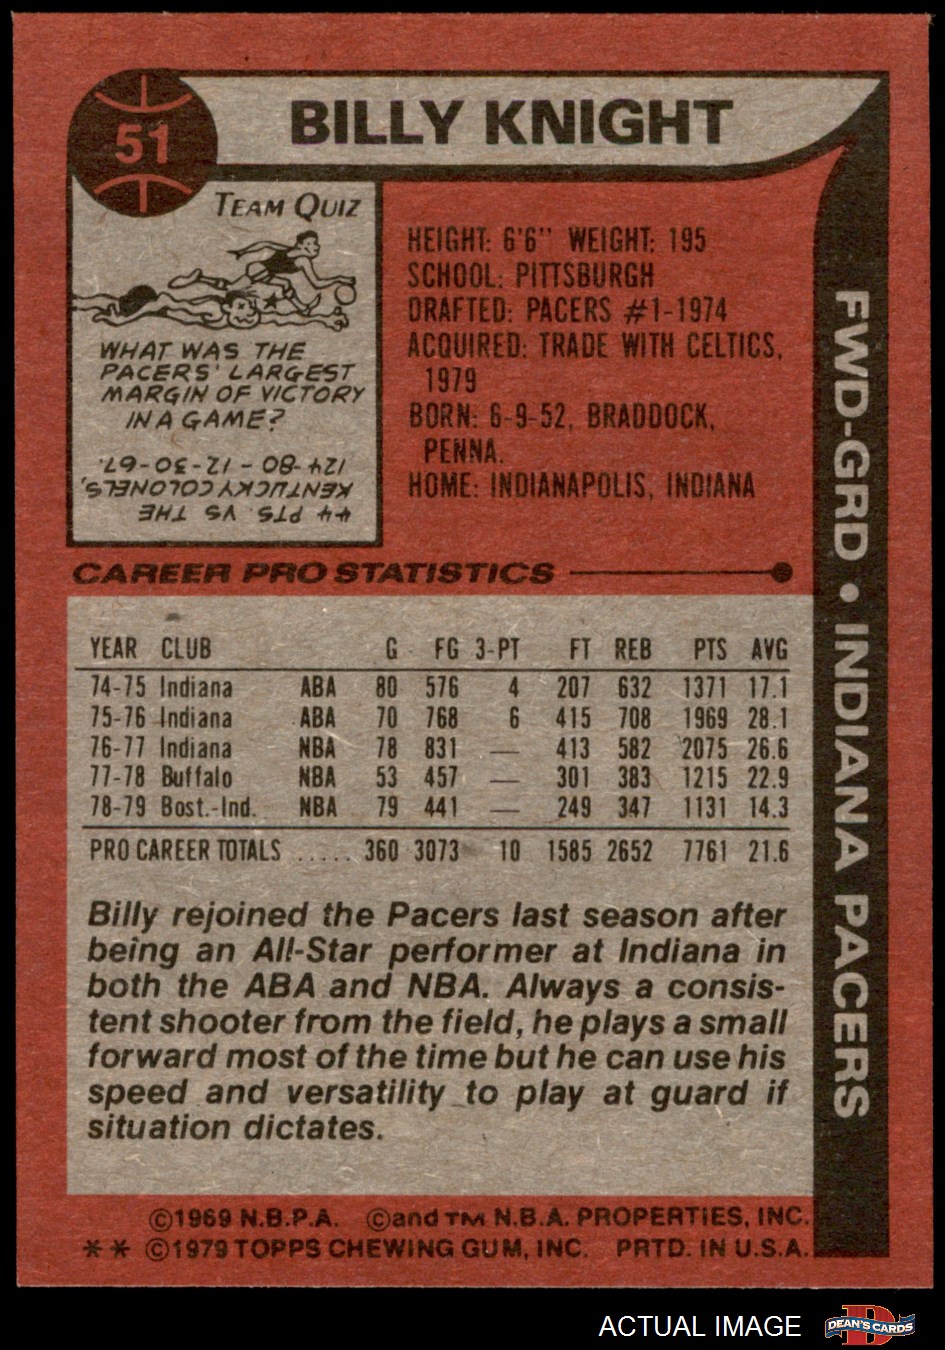 51
BILLY KNIGHT
TEAM QUIZ
WHAT WAS THE
PACERS' LARGEST
MARGIN OF VICTORY
IN A GAME?
44 PTS. VS THE
KENTUCKY COLONELS,
124-80 - 12-30-67.
HEIGHT: 6'6" WEIGHT: 195
SCHOOL: PITTSBURGH
DRAFTED: PACERS #1-1974
ACQUIRED: TRADE WITH CELTICS,
1979
BORN: 6-9-52, BRADDOCK,
PENNA.
HOME: INDIANAPOLIS, INDIANA
FWD-GRD • INDIANA PACERS
CAREER PRO STATISTICS
YEAR CLUB G FG 3-PT FT REB PTS AVG
74-75 Indiana ABA 80 576 4 207 632 1371 17.1
75-76 Indiana ABA 70 768 6 415 708 1969 28.1
76-77 Indiana NBA 78 831 — 413 582 2075 26.6
77-78 Buffalo NBA 53 457 — 301 383 1215 22.9
78-79 Bost.-Ind. NBA 79 441 — 249 347 1131 14.3
PRO CAREER TOTALS ..... 360 3073 10 1585 2652 7761 21.6
Billy rejoined the Pacers last season after
being an All-Star performer at Indiana in
both the ABA and NBA. Always a consis-
tent shooter from the field, he plays a small
forward most of the time but he can use his
speed and versatility to play at guard if
situation dictates.
©1969 N.B.P.A. ©and TM N.B.A. PROPERTIES, INC.
** ©1979 TOPPS CHEWING GUM, INC. PRTD. IN U.S.A.
ACTUAL IMAGE
DEAN'S CARDS